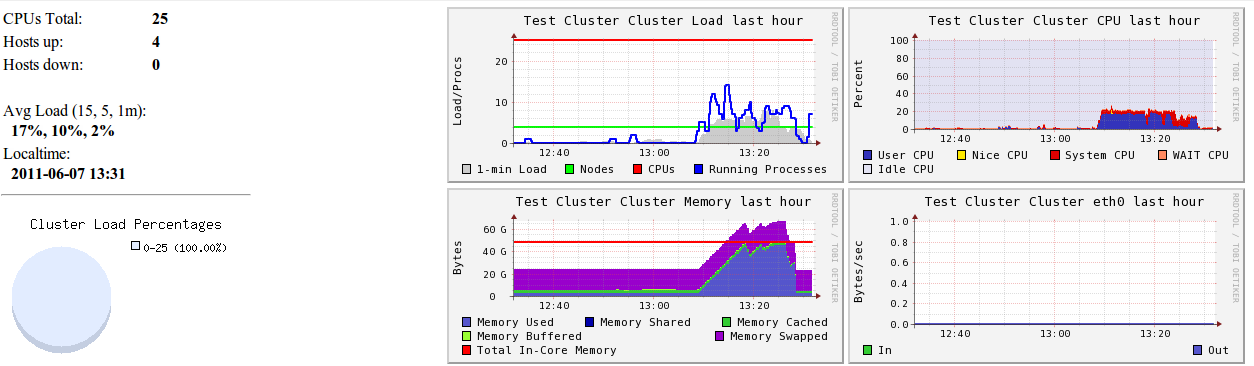 CPUs Total: 25
Hosts up: 4
Hosts down: 0
Avg Load (15, 5, 1m):
17%, 10%, 2%
Localtime:
2011-06-07 13:31
Cluster Load Percentages
0-25 (100.00%)
Test Cluster Cluster Load last hour
RRDTOOL / TOBI OETIKER
Load/Procs
20
10
0
12:40 13:00 13:20
1-min Load Nodes CPUs Running Processes
Test Cluster Cluster CPU last hour
RRDTOOL / TOBI OETIKER
Percent
100
80
60
40
20
0
12:40 13:00 13:20
User CPU Nice CPU System CPU WAIT CPU
Idle CPU
Test Cluster Cluster Memory last hour
RRDTOOL / TOBI OETIKER
Bytes
60 G
40 G
20 G
0
12:40 13:00 13:20
Memory Used Memory Shared Memory Cached
Memory Buffered Memory Swapped
Total In-Core Memory
Test Cluster Cluster eth0 last hour
RRDTOOL / TOBI OETIKER
Bytes/sec
1.0
0.8
0.6
0.4
0.2
0.0
12:40 13:00 13:20
In Out